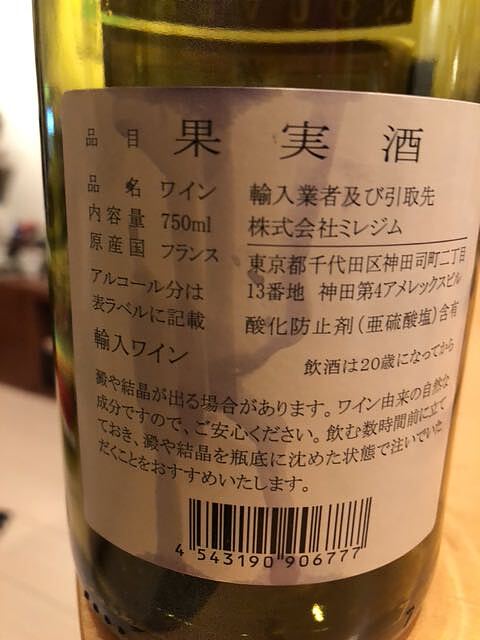 品目 果実酒
品名 ワイン
内容量 750ml
原産国 フランス
アルコール分は
表ラベルに記載
輸入ワイン
輸入業者及び引取先
株式会社ミレジム
東京都千代田区神田司町二丁目
13番地 神田第4アメレックスビル
酸化防止剤(亜硫酸塩)含有
飲酒は20歳になってから
澱や結晶が出る場合があります。ワイン由来の自然な
成分ですので、ご安心ください。飲む数時間前に立て
ておき、澱や結晶を瓶底に沈めた状態で注いでいた
だくことをおすすめいたします。
4 543190 906777